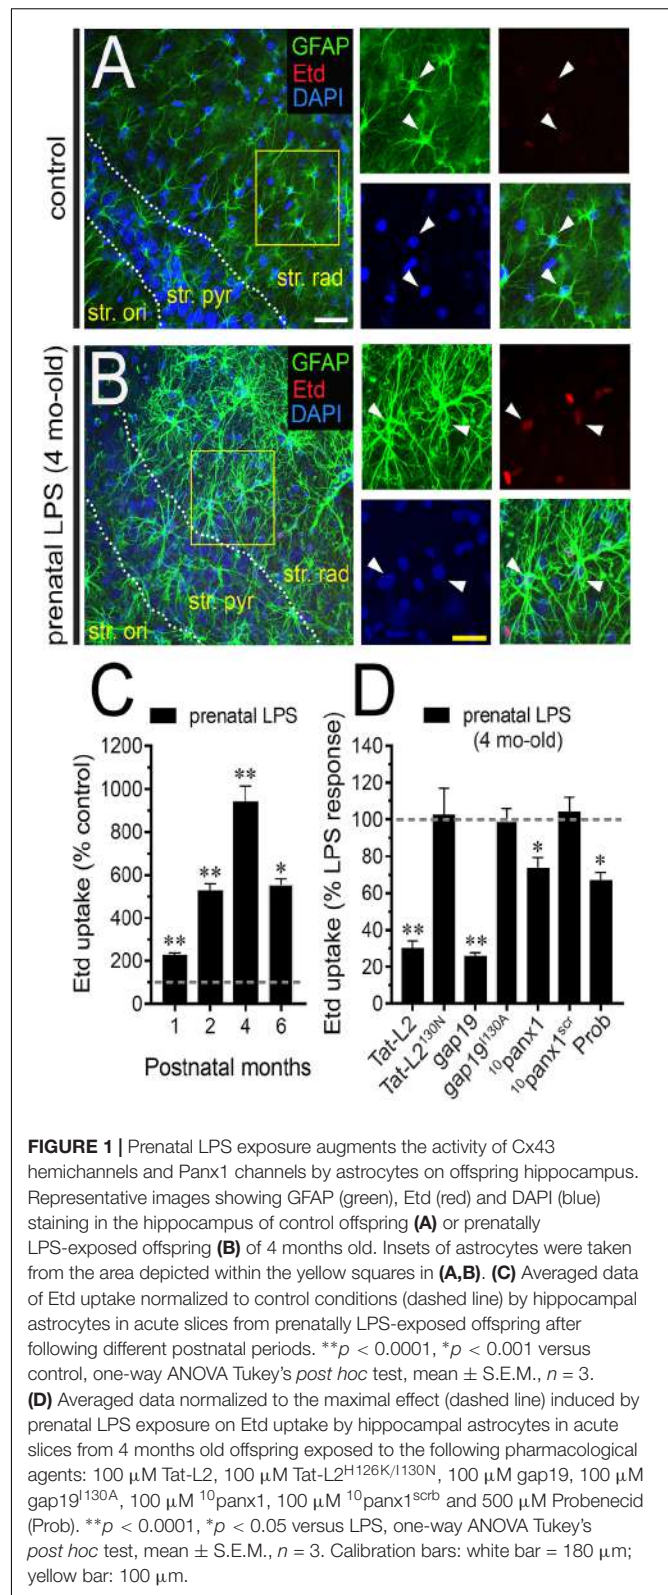 control
A
GFAP
Etd
DAPI
str. rad
str. pyr
str. ori
prenatal LPS (4 mo-old)
B
GFAP
Etd
DAPI
str. rad
str. pyr
str. ori
C
prenatal LPS
Etd uptake (% control)
1200
1000
800
600
400
200
0
**
**
**
*
1 2 4 6
Postnatal months
D
prenatal LPS
(4 mo-old)
Etd uptake (% LPS response)
140
120
100
80
60
40
20
0
**
**
*
*
Tat-L2
Tat-L2^130N
gap19
gap19^I130A
^10panx1
^10panx1^scr
Prob
FIGURE 1 | Prenatal LPS exposure augments the activity of Cx43
hemichannels and Panx1 channels by astrocytes on offspring hippocampus.
Representative images showing GFAP (green), Etd (red) and DAPI (blue)
staining in the hippocampus of control offspring (A) or prenatally
LPS-exposed offspring (B) of 4 months old. Insets of astrocytes were taken
from the area depicted within the yellow squares in (A,B). (C) Averaged data
of Etd uptake normalized to control conditions (dashed line) by hippocampal
astrocytes in acute slices from prenatally LPS-exposed offspring after
following different postnatal periods. **p < 0.0001, *p < 0.001 versus
control, one-way ANOVA Tukey's post hoc test, mean ± S.E.M., n = 3.
(D) Averaged data normalized to the maximal effect (dashed line) induced by
prenatal LPS exposure on Etd uptake by hippocampal astrocytes in acute
slices from 4 months old offspring exposed to the following pharmacological
agents: 100 μM Tat-L2, 100 μM Tat-L2^H126K/I130N, 100 μM gap19, 100 μM
gap19^I130A, 100 μM ^10panx1, 100 μM ^10panx1^scrb and 500 μM Probenecid
(Prob). **p < 0.0001, *p < 0.05 versus LPS, one-way ANOVA Tukey's
post hoc test, mean ± S.E.M., n = 3. Calibration bars: white bar = 180 μm;
yellow bar: 100 μm.